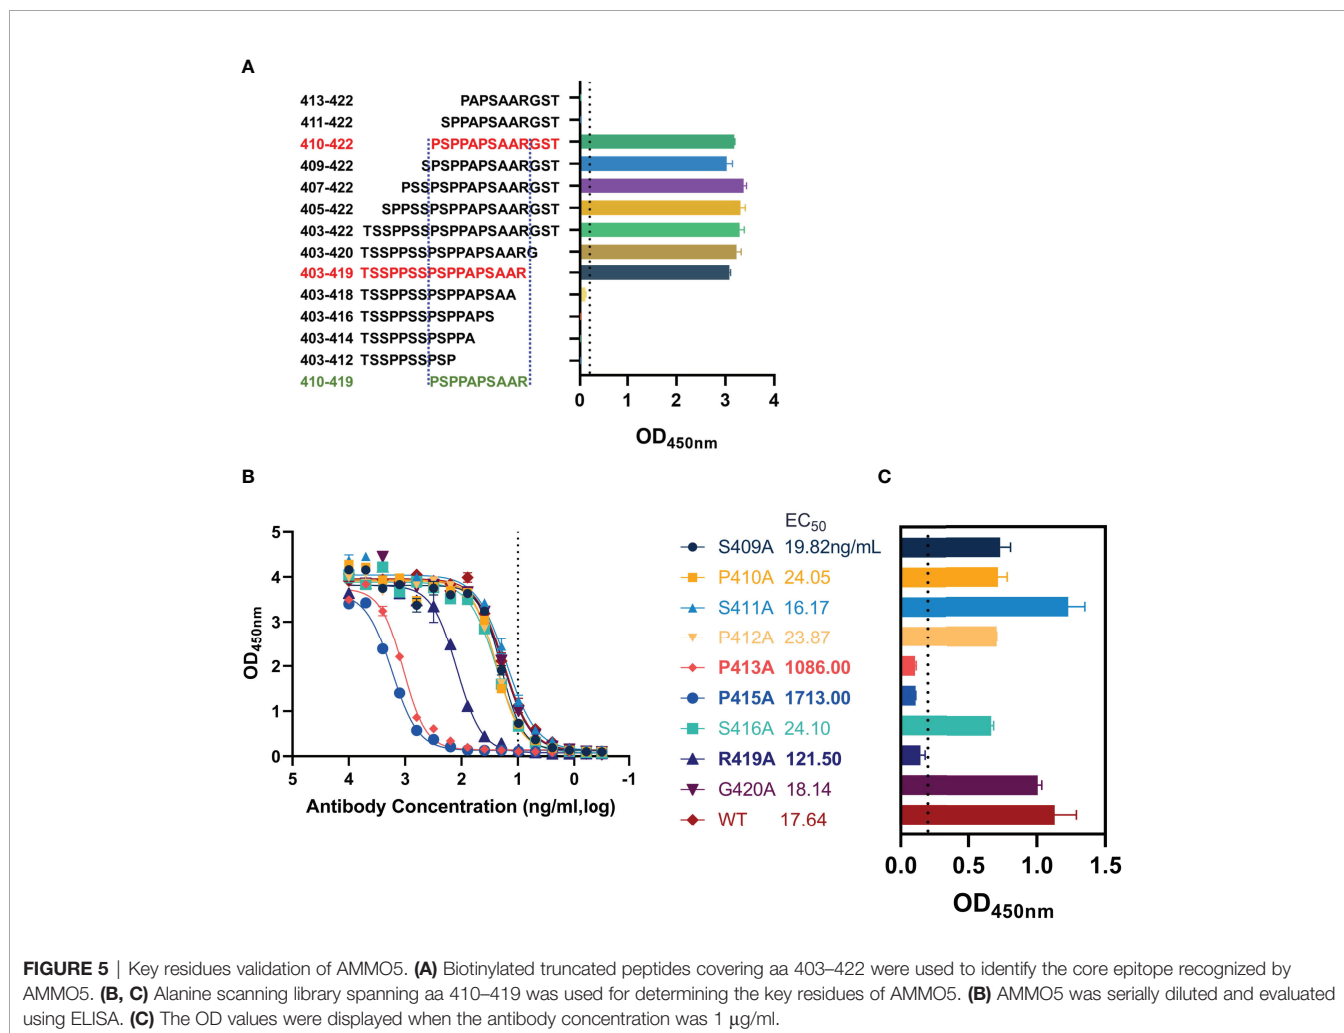 A
413-422 PAPSAARGST
411-422 SPPAPSAARGST
410-422 PSPPAPSAARGST
409-422 SPSPPAPSAARGST
407-422 PSSPSPPAPSAARGST
405-422 SPPSSPSPPAPSAARGST
403-422 TSSPPSSPSPPAPSAARGST
403-420 TSSPPSSPSPPAPSAARG
403-419 TSSPPSSPSPPAPSAAR
403-418 TSSPPSSPSPPAPSAA
403-416 TSSPPSSPSPPAPS
403-414 TSSPPSSPSPPA
403-412 TSSPPSSPSP
410-419 PSPPAPSAAR
0 1 2 3 4
OD450nm
B
OD450nm
5
4
3
2
1
0
5 4 3 2 1 0 -1
Antibody Concentration (ng/ml,log)
EC50
S409A 19.82ng/mL
P410A 24.05
S411A 16.17
P412A 23.87
P413A 1086.00
P415A 1713.00
S416A 24.10
R419A 121.50
G420A 18.14
WT 17.64
C
0.0 0.5 1.0 1.5
OD450nm
FIGURE 5 | Key residues validation of AMMO5. (A) Biotinylated truncated peptides covering aa 403–422 were used to identify the core epitope recognized by
AMMO5. (B, C) Alanine scanning library spanning aa 410–419 was used for determining the key residues of AMMO5. (B) AMMO5 was serially diluted and evaluated
using ELISA. (C) The OD values were displayed when the antibody concentration was 1 μg/ml.